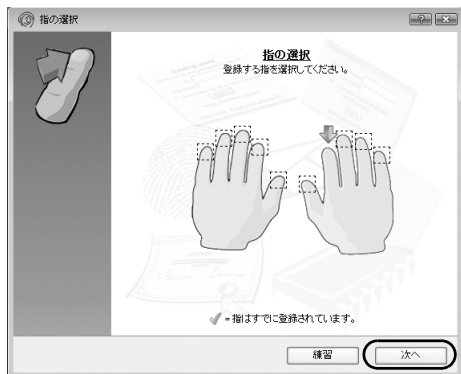 指の選択
指の選択
登録する指を選択してください。
= 指はすでに登録されています。
練習
次へ